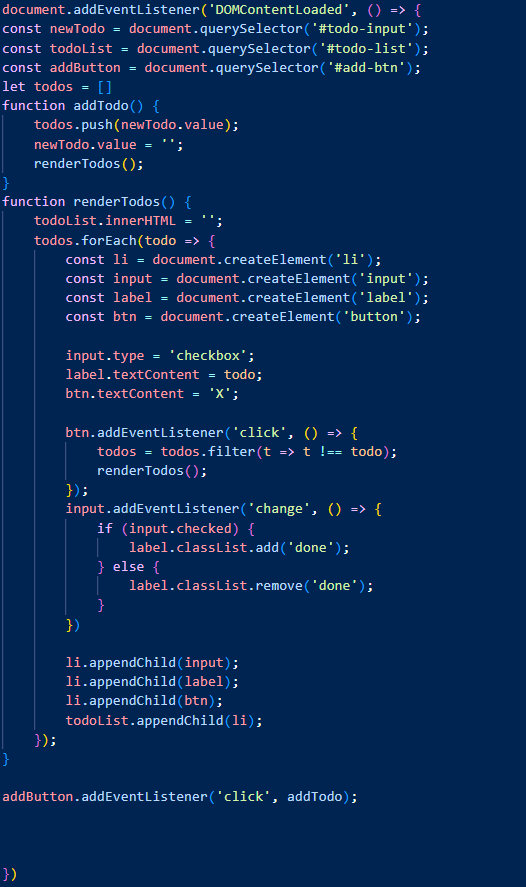 document.addEventListener('DOMContentLoaded', () => {
const newTodo = document.querySelector('#todo-input');
const todoList = document.querySelector('#todo-list');
const addButton = document.querySelector('#add-btn');
let todos = []
function addTodo() {
    todos.push(newTodo.value);
    newTodo.value = '';
    renderTodos();
}
function renderTodos() {
    todoList.innerHTML = '';
    todos.forEach(todo => {
        const li = document.createElement('li');
        const input = document.createElement('input');
        const label = document.createElement('label');
        const btn = document.createElement('button');

        input.type = 'checkbox';
        label.textContent = todo;
        btn.textContent = 'X';

        btn.addEventListener('click', () => {
            todos = todos.filter(t => t !== todo);
            renderTodos();
        });
        input.addEventListener('change', () => {
            if (input.checked) {
                label.classList.add('done');
            } else {
                label.classList.remove('done');
            }
        })

        li.appendChild(input);
        li.appendChild(label);
        li.appendChild(btn);
        todoList.appendChild(li);
    });
}

addButton.addEventListener('click', addTodo);



})